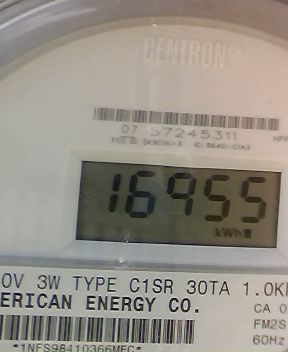 CENTRON®
07 57245311
16955
kWh
0V 3W TYPE C1SR 30TA 1.0K
ERICAN ENERGY CO.
CA 0
FM2S
60Hz
*1NFS98410366MFC*